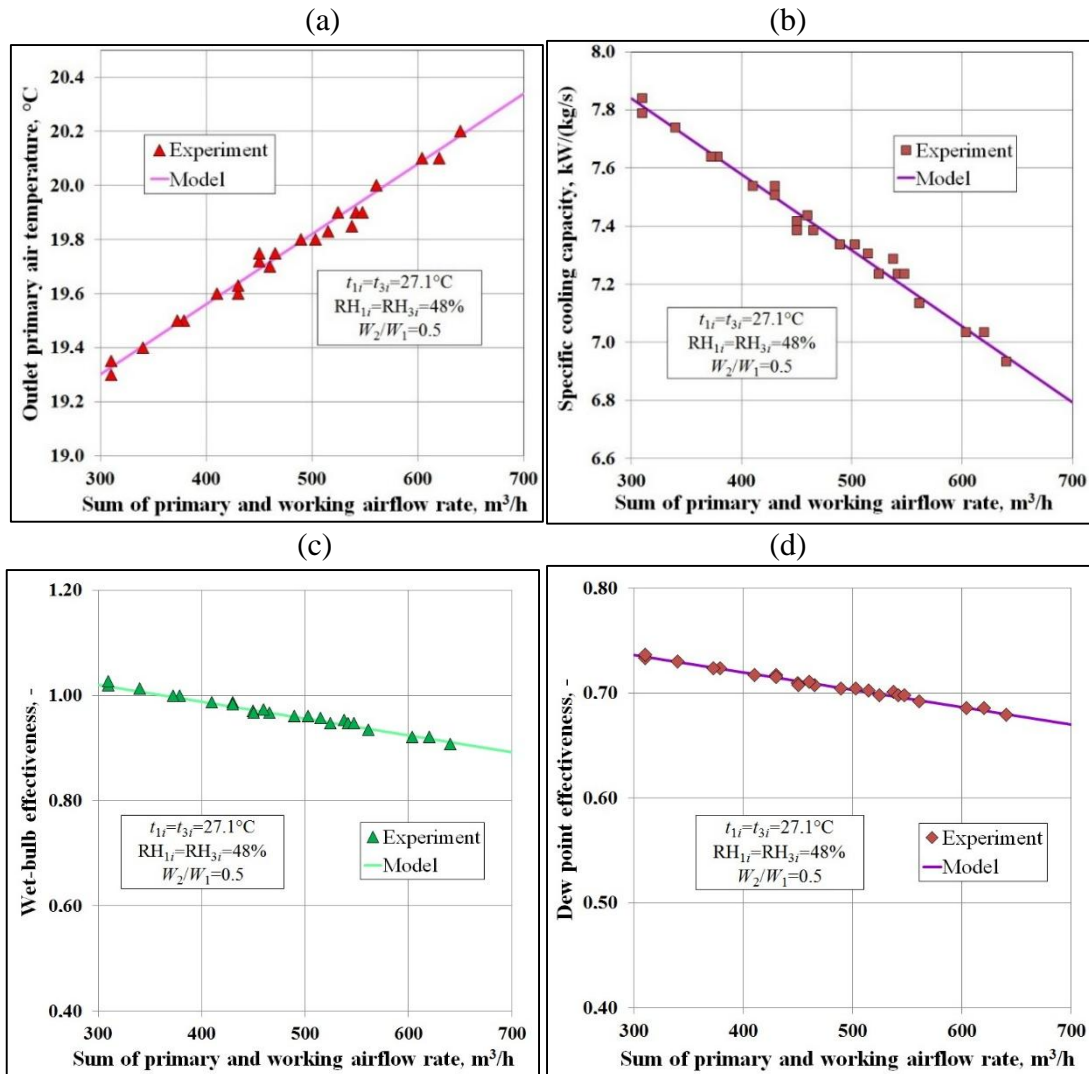 (a)
Outlet primary air temperature, °C
20.4
20.2
20.0
19.8
19.6
19.4
19.2
19.0
Experiment
Model
t1i=t3i=27.1°C
RH1i=RH3i=48%
W2/W1=0.5
300 400 500 600 700
Sum of primary and working airflow rate, m³/h
(b)
Specific cooling capacity, kW/(kg/s)
8.0
7.8
7.6
7.4
7.2
7.0
6.8
6.6
Experiment
Model
t1i=t3i=27.1°C
RH1i=RH3i=48%
W2/W1=0.5
300 400 500 600 700
Sum of primary and working airflow rate, m³/h
(c)
Wet-bulb effectiveness, -
1.20
1.00
0.80
0.60
0.40
t1i=t3i=27.1°C
RH1i=RH3i=48%
W2/W1=0.5
Experiment
Model
300 400 500 600 700
Sum of primary and working airflow rate, m³/h
(d)
Dew point effectiveness, -
0.80
0.70
0.60
0.50
0.40
t1i=t3i=27.1°C
RH1i=RH3i=48%
W2/W1=0.5
Experiment
Model
300 400 500 600 700
Sum of primary and working airflow rate, m³/h